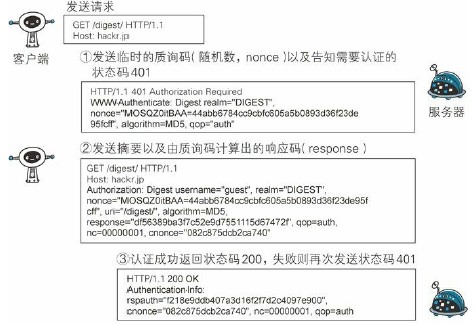 发送请求
GET /digest/ HTTP/1.1
Host: hackr.jp
客户端
①发送临时的质询码(随机数，nonce)以及告知需要认证的
状态码401
HTTP/1.1 401 Authorization Required
WWW-Authenticate: Digest realm="DIGEST",
nonce="MOSQZ0itBAA=44abb6784cc9cbfc605a5b0893d36f23de
95fcff", algorithm=MD5, qop="auth"
服务器
②发送摘要以及由质询码计算出的响应码(response)
GET /digest/ HTTP/1.1
Host: hackr.jp
Authorization: Digest username="guest", realm="DIGEST",
nonce="MOSQZ0itBAA=44abb6784cc9cbfc605a5b0893d36f23de95f
cff", uri="/digest/", algorithm=MD5,
response="df56389ba3f7c52e9d7551115d67472f", qop=auth,
nc=00000001, cnonce="082c875dcb2ca740"
③认证成功返回状态码200，失败则再次发送状态码401
HTTP/1.1 200 OK
Authentication-Info:
rspauth="f218e9ddb407a3d16f2f7d2c4097e900",
cnonce="082c875dcb2ca740", nc=00000001, qop=auth